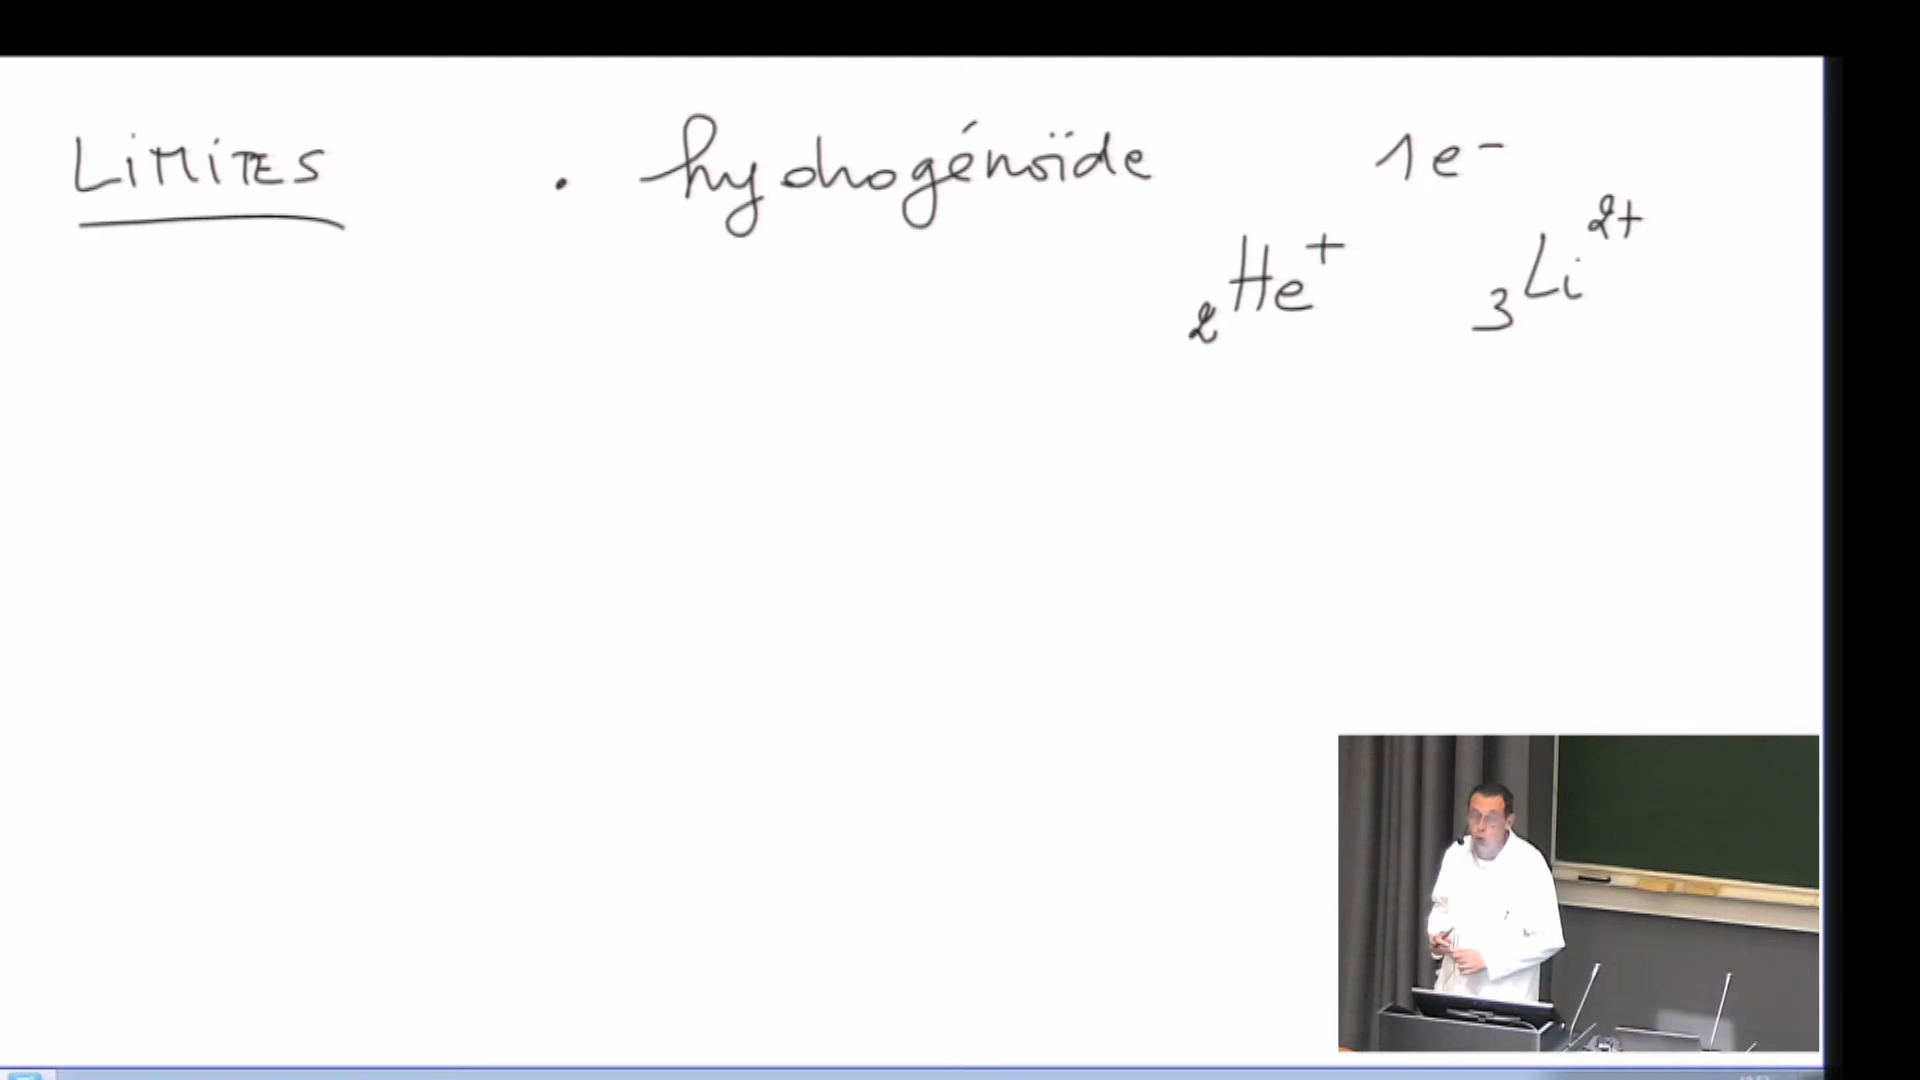 LIMITES . hydrogénoïde 1e⁻
₂He⁺ ₃Li²⁺